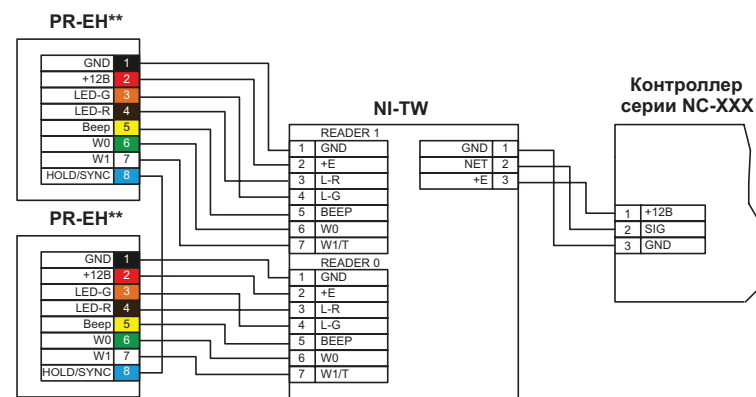 PR-EH**
GND 1
+12В 2
LED-G 3
LED-R 4
Beep 5
W0 6
W1 7
HOLD/SYNC 8
PR-EH**
GND 1
+12В 2
LED-G 3
LED-R 4
Beep 5
W0 6
W1 7
HOLD/SYNC 8
NI-TW
READER 1
1 GND
2 +E
3 L-R
4 L-G
5 BEEP
6 W0
7 W1/T
READER 0
1 GND
2 +E
3 L-R
4 L-G
5 BEEP
6 W0
7 W1/T
GND 1
NET 2
+E 3
Контроллер
серии NC-XXX
1 +12В
2 SIG
3 GND